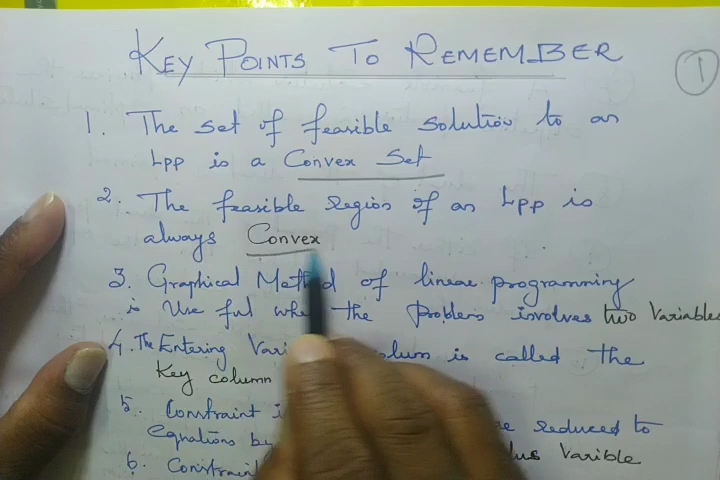 KEY POINTS TO REMEMBER
1
1. The set of feasible solution to an
Lpp is a Convex Set
2. The feasible region of an Lpp is
always Convex
3. Graphical Method of linear programming
is Useful when the Problem involves two Variables
4. The Entering column is called the
Key column
5. Constraint reduced to
equations by Varible
6.